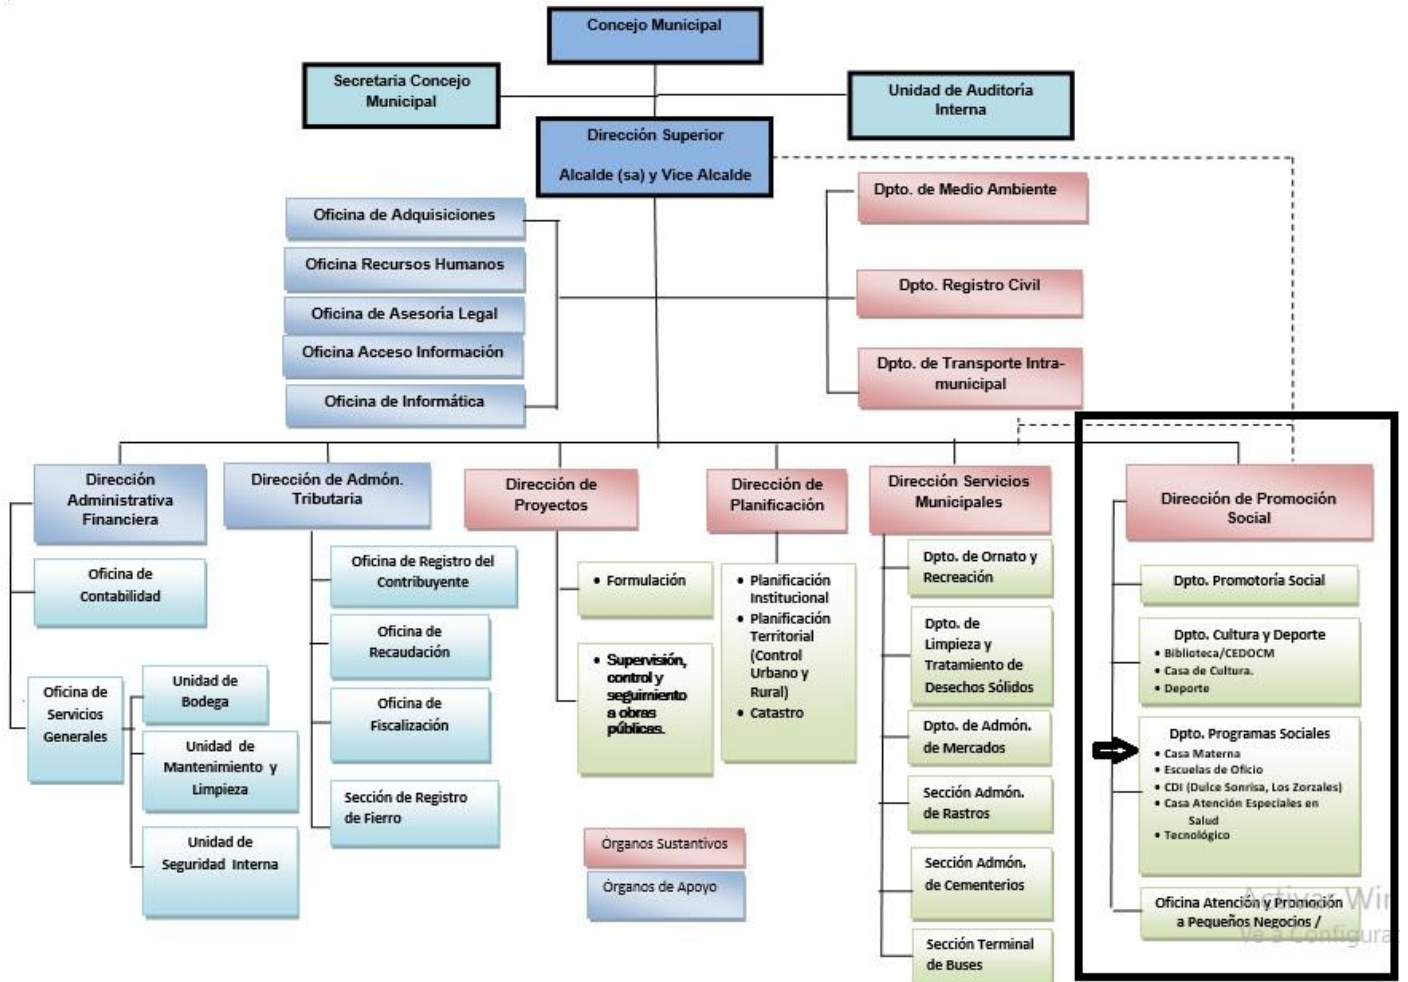 Concejo Municipal
Secretaria Concejo
Municipal
Unidad de Auditoría
Interna
Dirección Superior
Alcalde (sa) y Vice Alcalde
Oficina de Adquisiciones
Oficina Recursos Humanos
Oficina de Asesoría Legal
Oficina Acceso Información
Oficina de Informática
Dpto. de Medio Ambiente
Dpto. Registro Civil
Dpto. de Transporte Intra-
municipal
Dirección
Administrativa
Financiera
Oficina de
Contabilidad
Oficina de
Servicios
Generales
Unidad de
Bodega
Unidad de
Mantenimiento y
Limpieza
Unidad de
Seguridad Interna
Dirección de Admón.
Tributaria
Oficina de Registro del
Contribuyente
Oficina de
Recaudación
Oficina de
Fiscalización
Sección de Registro
de Fierro
Dirección de
Proyectos
• Formulación
• Supervisión,
control y
seguimiento
a obras
públicas.
Dirección de
Planificación
• Planificación
Institucional
• Planificación
Territorial
(Control
Urbano y
Rural)
• Catastro
Dirección Servicios
Municipales
Dpto. de Ornato y
Recreación
Dpto. de
Limpieza y
Tratamiento de
Desechos Sólidos
Dpto. de Admón.
de Mercados
Sección Admón.
de Rastros
Sección Admón.
de Cementerios
Sección Terminal
de Buses
Dirección de Promoción
Social
Dpto. Promotoría Social
Dpto. Cultura y Deporte
• Biblioteca/CEDOCM
• Casa de Cultura.
• Deporte
Dpto. Programas Sociales
• Casa Materna
• Escuelas de Oficio
• CDI (Dulce Sonrisa, Los Zorzales)
• Casa Atención Especiales en
Salud
• Tecnológico
Oficina Atención y Promoción
a Pequeños Negocios /
Órganos Sustantivos
Órganos de Apoyo
Activar Win
Ve a Configura